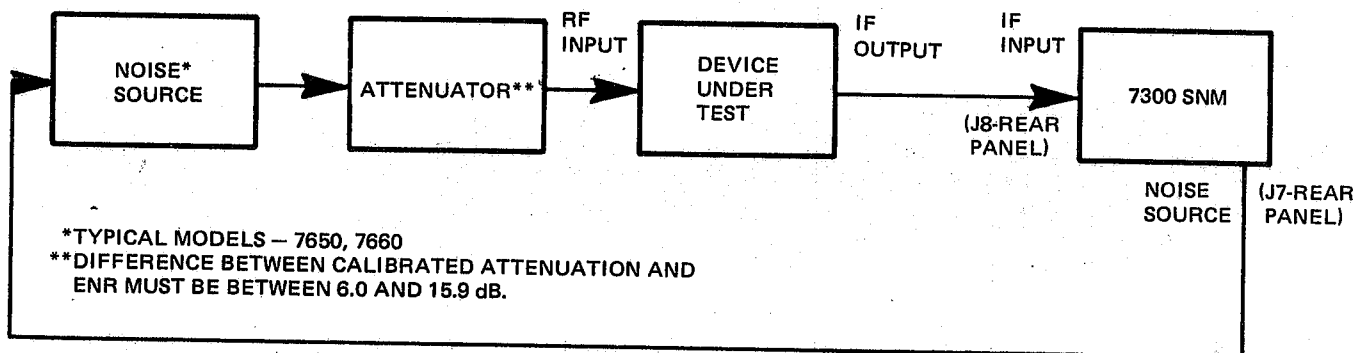 NOISE*
SOURCE
ATTENUATOR**
RF
INPUT
DEVICE
UNDER
TEST
IF
OUTPUT
IF
INPUT
(J8-REAR
PANEL)
7300 SNM
NOISE
SOURCE
(J7-REAR
PANEL)
*TYPICAL MODELS – 7650, 7660
**DIFFERENCE BETWEEN CALIBRATED ATTENUATION AND
ENR MUST BE BETWEEN 6.0 AND 15.9 dB.